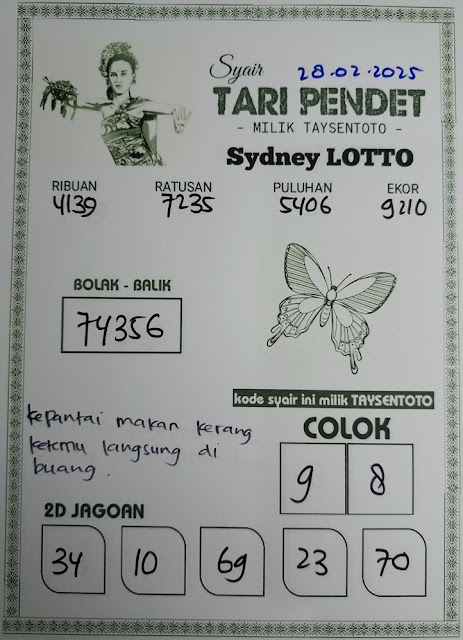 Syair 28.02.2025
TARI PENDET
- MILIK TAYSENTOTO -
Sydney LOTTO
RIBUAN RATUSAN PULUHAN EKOR
4139 7235 5406 9210
BOLAK - BALIK
74356
kode syair ini milik TAYSENTOTO
kepantai makan kerang
ketemu langsung di
buang.
COLOK
9 8
2D JAGOAN
34 10 69 23 70